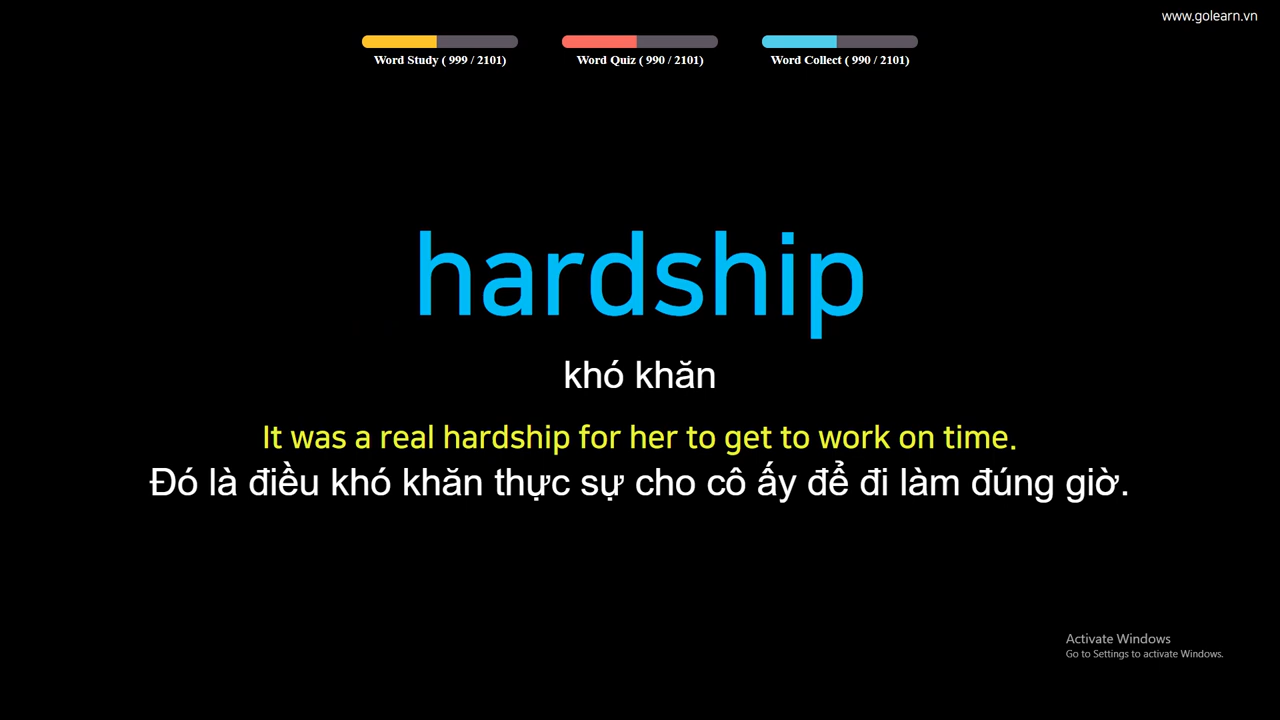 www.golearn.vn
Word Study ( 999 / 2101)
Word Quiz ( 990 / 2101)
Word Collect ( 990 / 2101)
hardship
khó khăn
It was a real hardship for her to get to work on time.
Đó là điều khó khăn thực sự cho cô ấy để đi làm đúng giờ.
Activate Windows
Go to Settings to activate Windows.